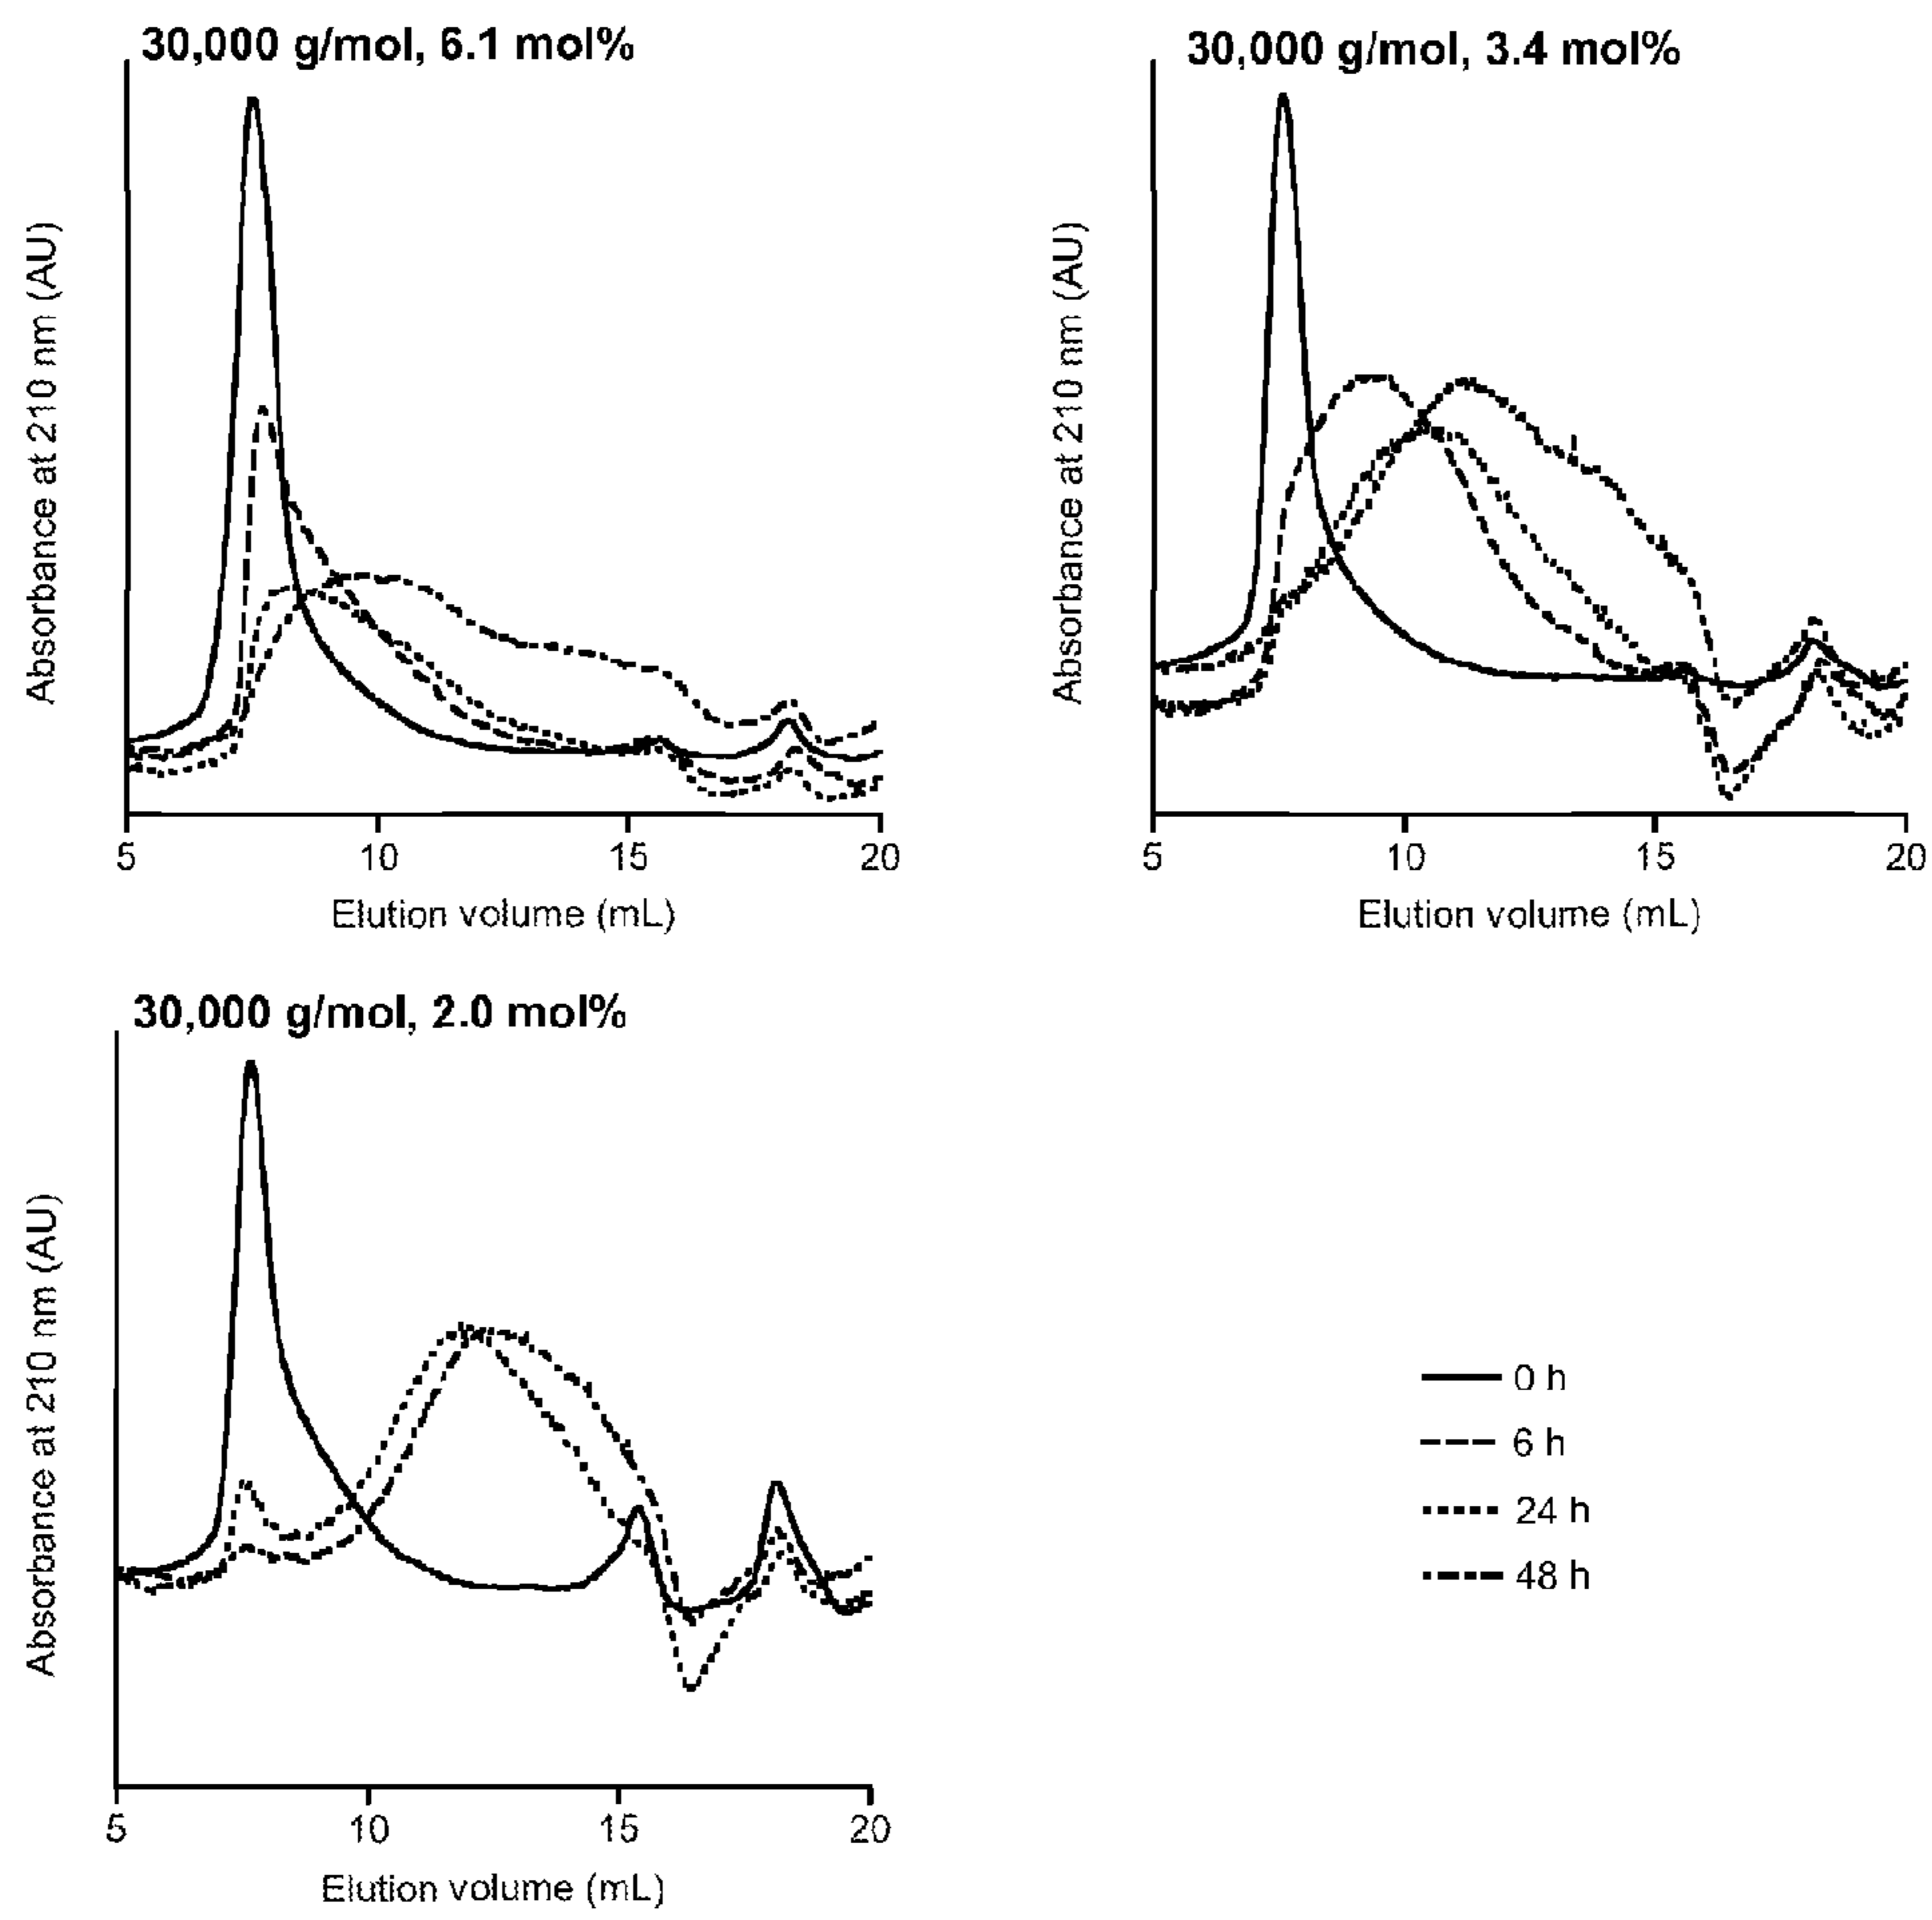 30,000 g/mol, 6.1 mol%
Absorbance at 210 nm (AU)
5 10 15 20
Elution volume (mL)
30,000 g/mol, 3.4 mol%
Absorbance at 210 nm (AU)
5 10 15 20
Elution volume (mL)
30,000 g/mol, 2.0 mol%
Absorbance at 210 nm (AU)
5 10 15 20
Elution volume (mL)
0 h
6 h
24 h
48 h